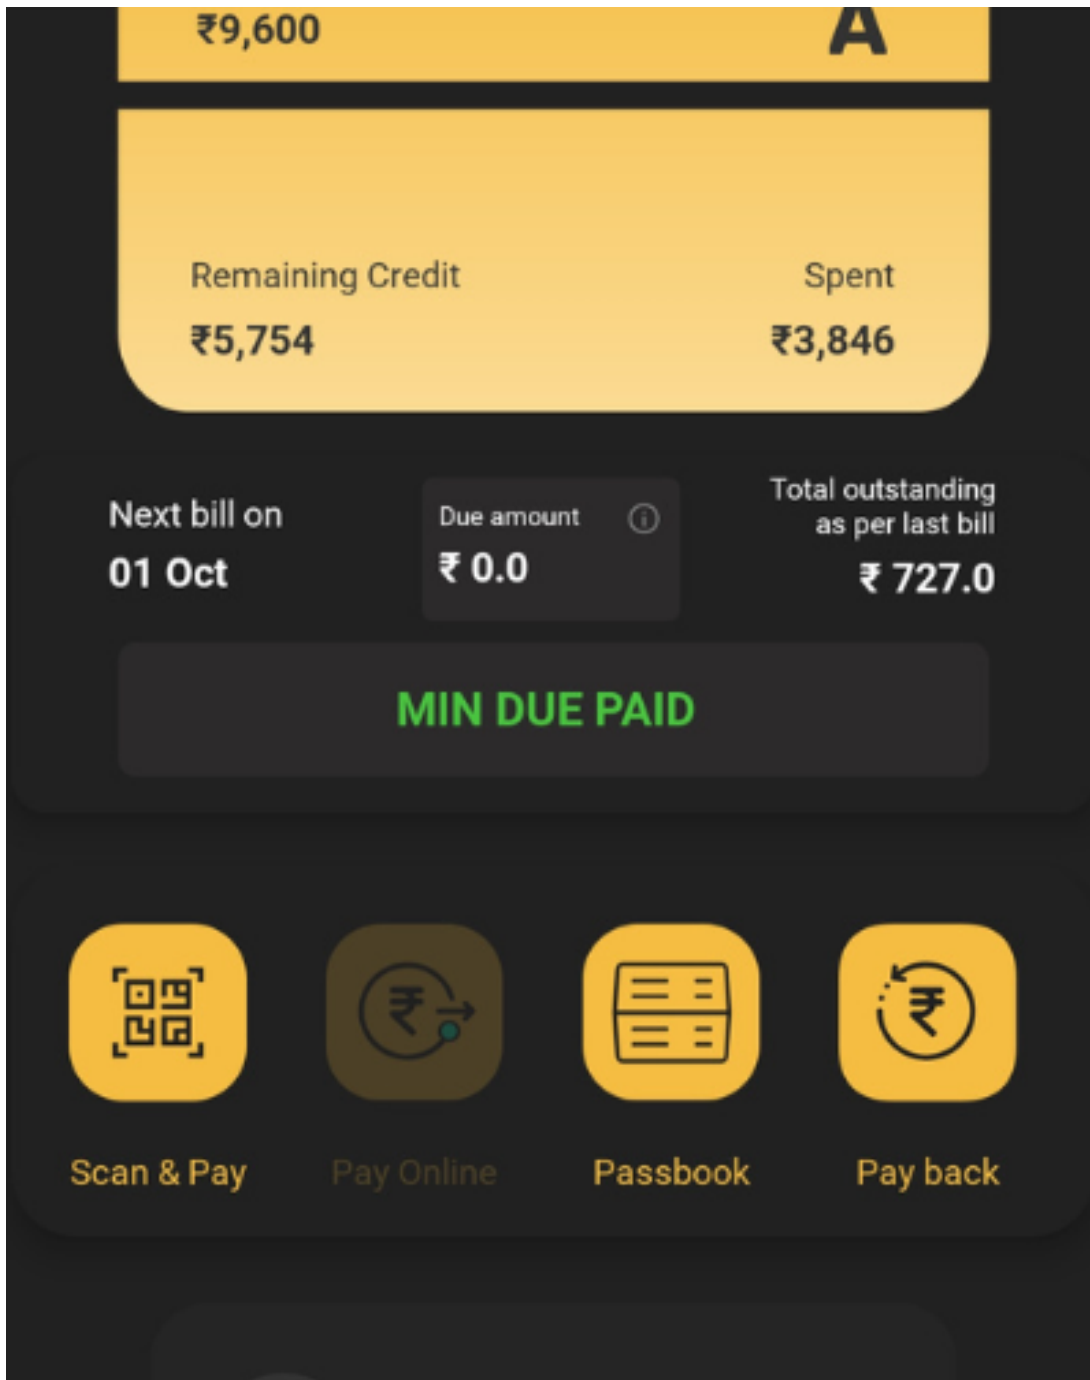 ₹9,600
A
Remaining Credit
Spent
₹5,754
₹3,846
Next bill on
01 Oct
Due amount
₹ 0.0
Total outstanding
as per last bill
₹ 727.0
MIN DUE PAID
Scan & Pay
Pay Online
Passbook
Pay back